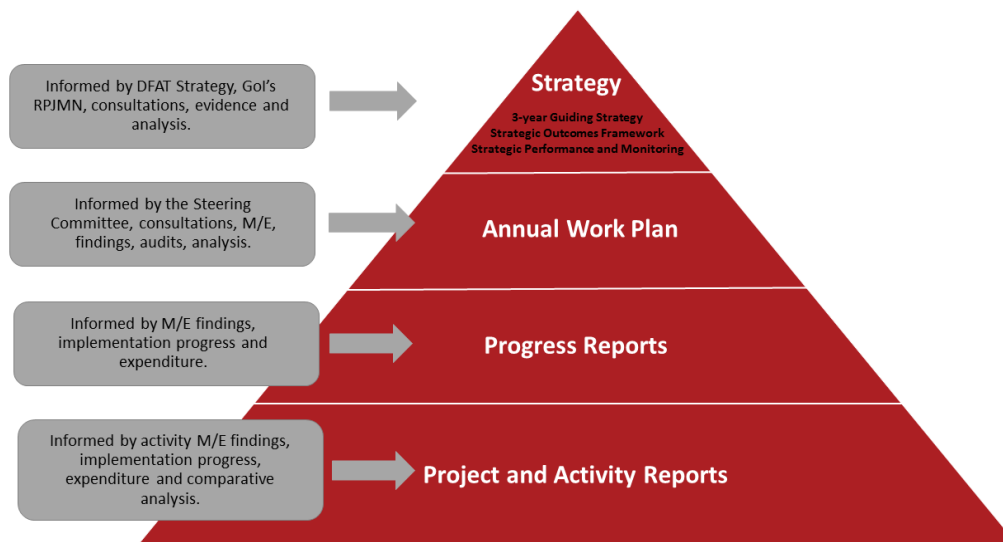 Informed by DFAT Strategy, GoI's
RPJMN, consultations, evidence and
analysis.
Strategy
3-year Guiding Strategy
Strategic Outcomes Framework
Strategic Performance and Monitoring
Informed by the Steering
Committee, consultations, M/E,
findings, audits, analysis.
Annual Work Plan
Informed by M/E findings,
implementation progress and
expenditure.
Progress Reports
Informed by activity M/E findings,
implementation progress,
expenditure and comparative
analysis.
Project and Activity Reports